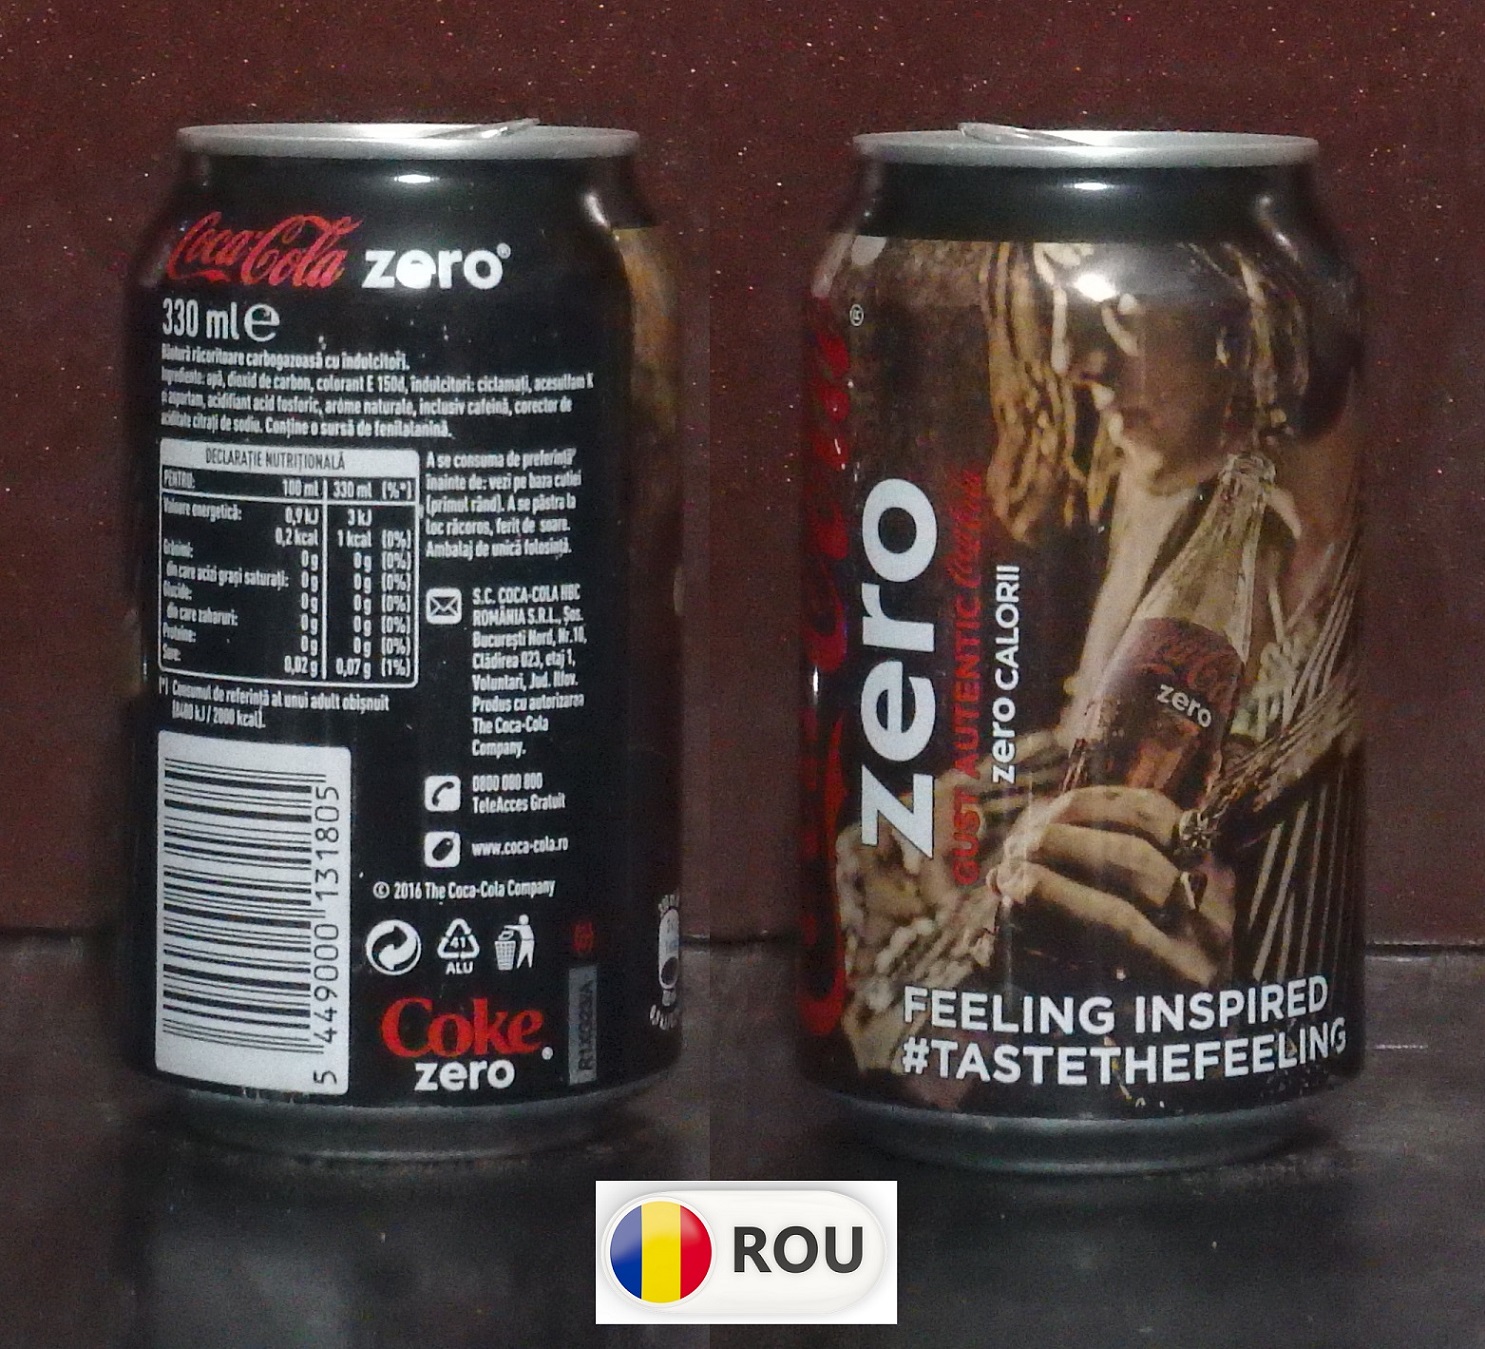 Coca-Cola zero®
330 ml e
Băutură răcoritoare carbogazoasă cu îndulcitori.
Ingrediente: apă, dioxid de carbon, colorant E 150d, îndulcitori: ciclamați, acesulfam K
și aspartam, acidifiant acid fosforic, arome naturale, inclusiv cafeină, corector de
aciditate citrați de sodiu. Conține o sursă de fenilalanină.
DECLARAȚIE NUTRIȚIONALĂ
PENTRU: 100 ml 330 ml (%*)
Valoare energetică: 0,9 kJ 3 kJ
0,2 kcal 1 kcal (0%)
Grăsimi: 0 g 0 g (0%)
din care acizi grași saturați: 0 g 0 g (0%)
Glucide: 0 g 0 g (0%)
din care zaharuri: 0 g 0 g (0%)
Proteine: 0 g 0 g (0%)
Sare: 0,02 g 0,07 g (1%)
(*) Consumul de referință al unui adult obișnuit
(8400 kJ / 2000 kcal).
A se consuma de preferință
înainte de: vezi pe baza cutiei
(primul rând). A se păstra la
loc răcoros, ferit de soare.
Ambalaj de unică folosință.
S.C. COCA-COLA HBC
ROMÂNIA S.R.L., Șos.
București Nord, Nr. 10,
Clădirea O23, etaj 1,
Voluntari, Jud. Ilfov.
Produs cu autorizarea
The Coca-Cola
Company.
0800 080 800
TeleAcces Gratuit
www.coca-cola.ro
© 2016 The Coca-Cola Company
5 449000 131805
41
ALU
Coke
zero®
Coca-Cola®
zero
GUST AUTENTIC Coca-Cola
zero CALORII
Coca-Cola
zero
FEELING INSPIRED
#TASTETHEFEELING
ROU